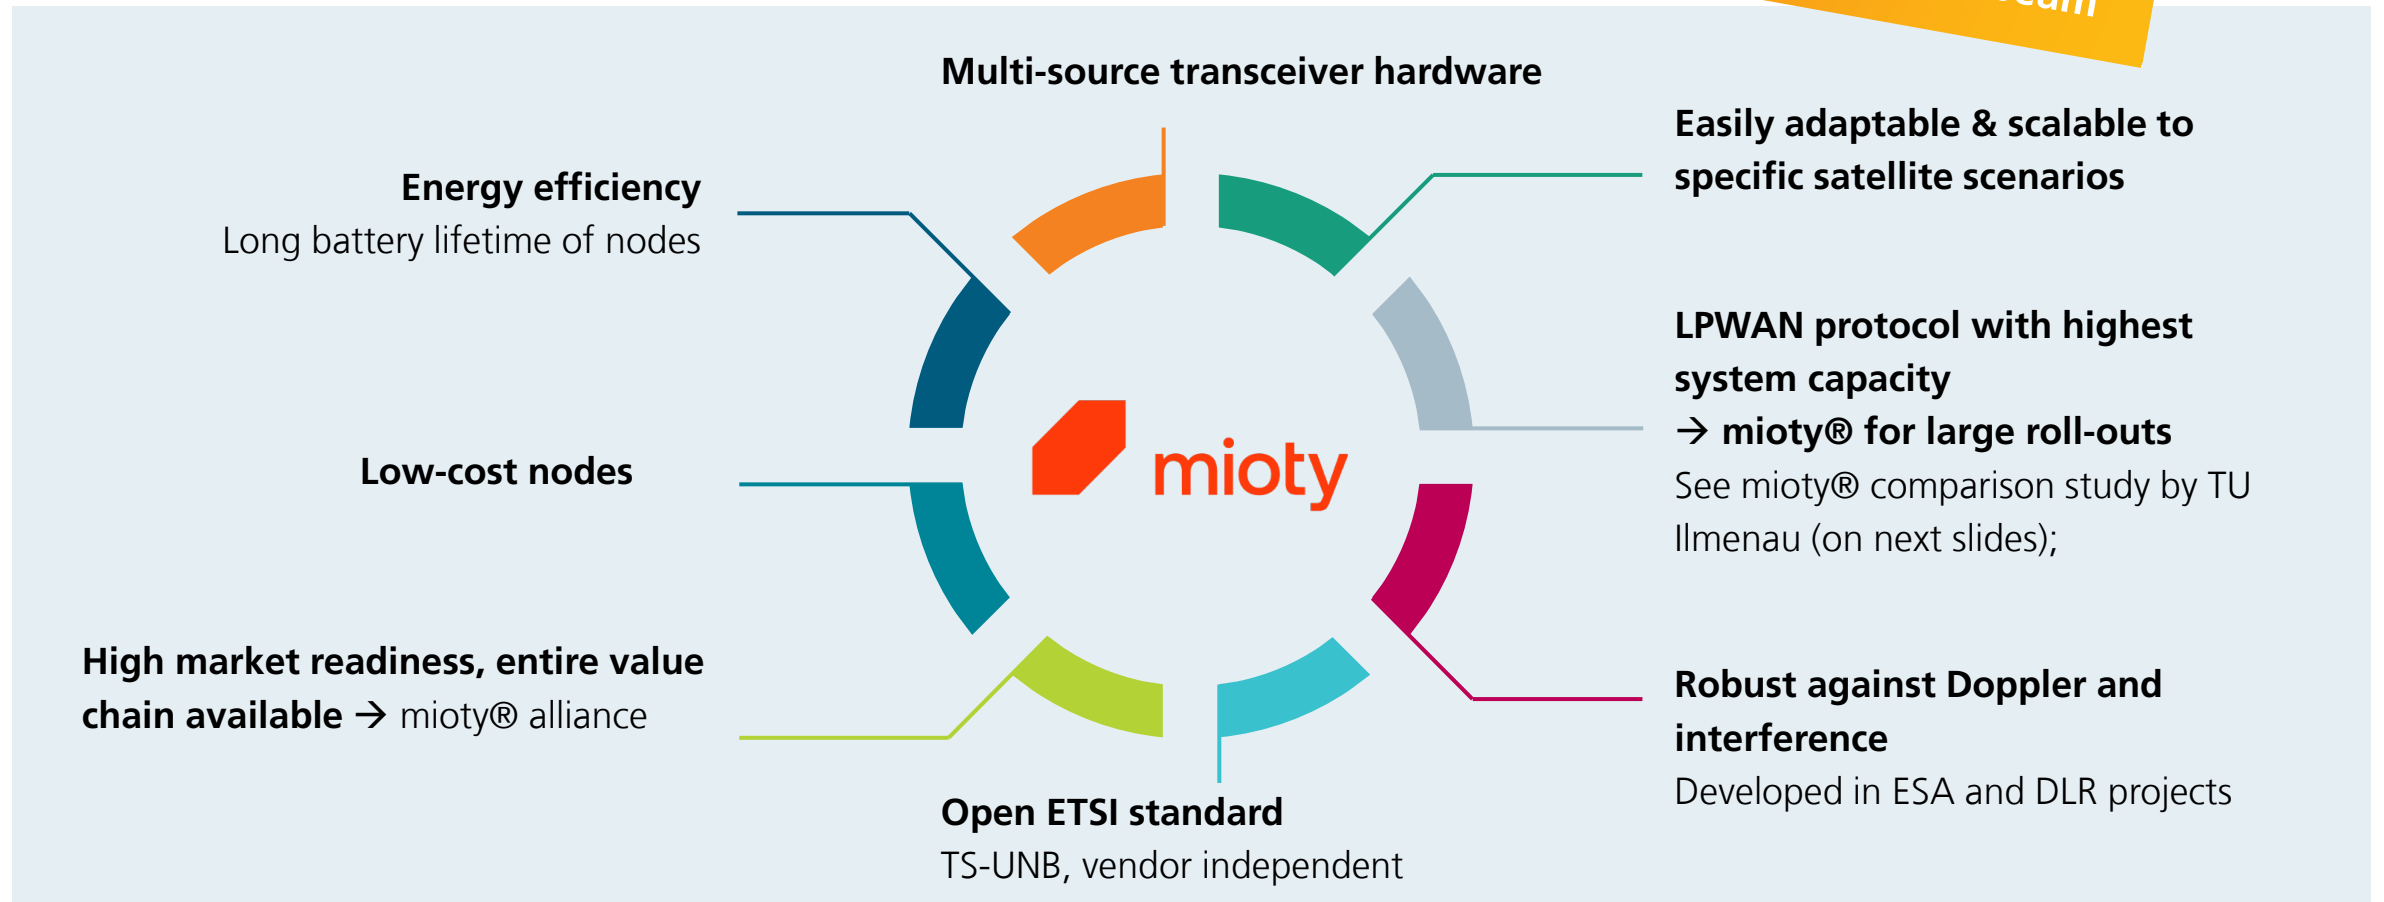 Multi-source transceiver hardware
Easily adaptable & scalable to
specific satellite scenarios
Energy efficiency
Long battery lifetime of nodes
LPWAN protocol with highest
system capacity
→ mioty® for large roll-outs
See mioty® comparison study by TU
Ilmenau (on next slides);
mioty
Low-cost nodes
High market readiness, entire value
chain available → mioty® alliance
Robust against Doppler and
interference
Developed in ESA and DLR projects
Open ETSI standard
TS-UNB, vendor independent